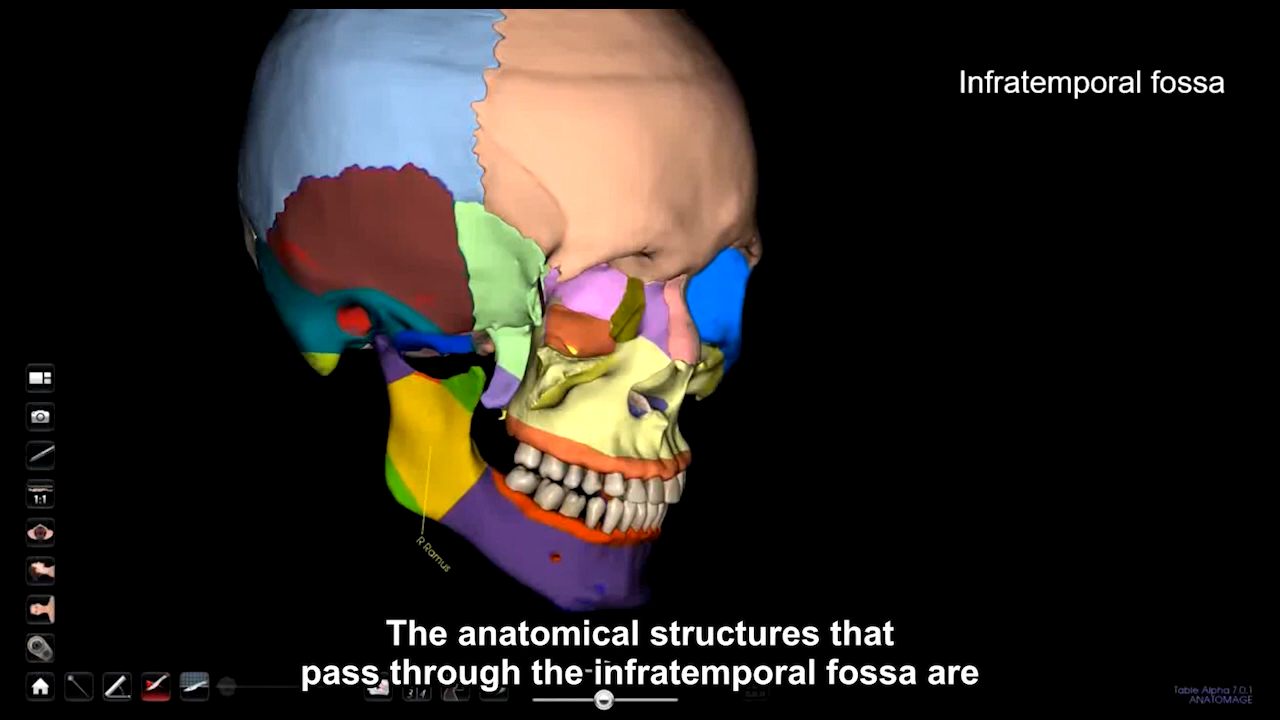 Infratemporal fossa
1:1
R Ramus
The anatomical structures that
pass through the infratemporal fossa are
Table Alpha 7.0.1
ANATOMAGE